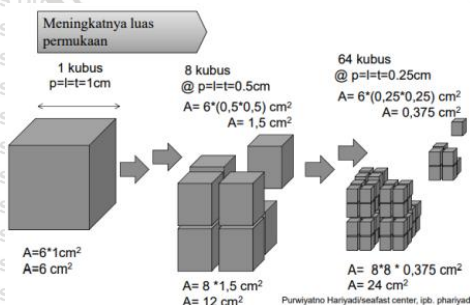 Meningkatnya luas
permukaan
1 kubus
p=l=t=1cm
A=6*1cm²
A=6 cm²
8 kubus
@ p=l=t=0.5cm
A= 6*(0,5*0,5) cm²
A= 1,5 cm²
A= 8 *1,5 cm²
A= 12 cm²
64 kubus
@ p=l=t=0.25cm
A= 6*(0,25*0,25) cm²
A= 0,375 cm²
A= 8*8 * 0,375 cm²
A= 24 cm²
Purwiyatno Hariyadi/seafast center, ipb. phariyad